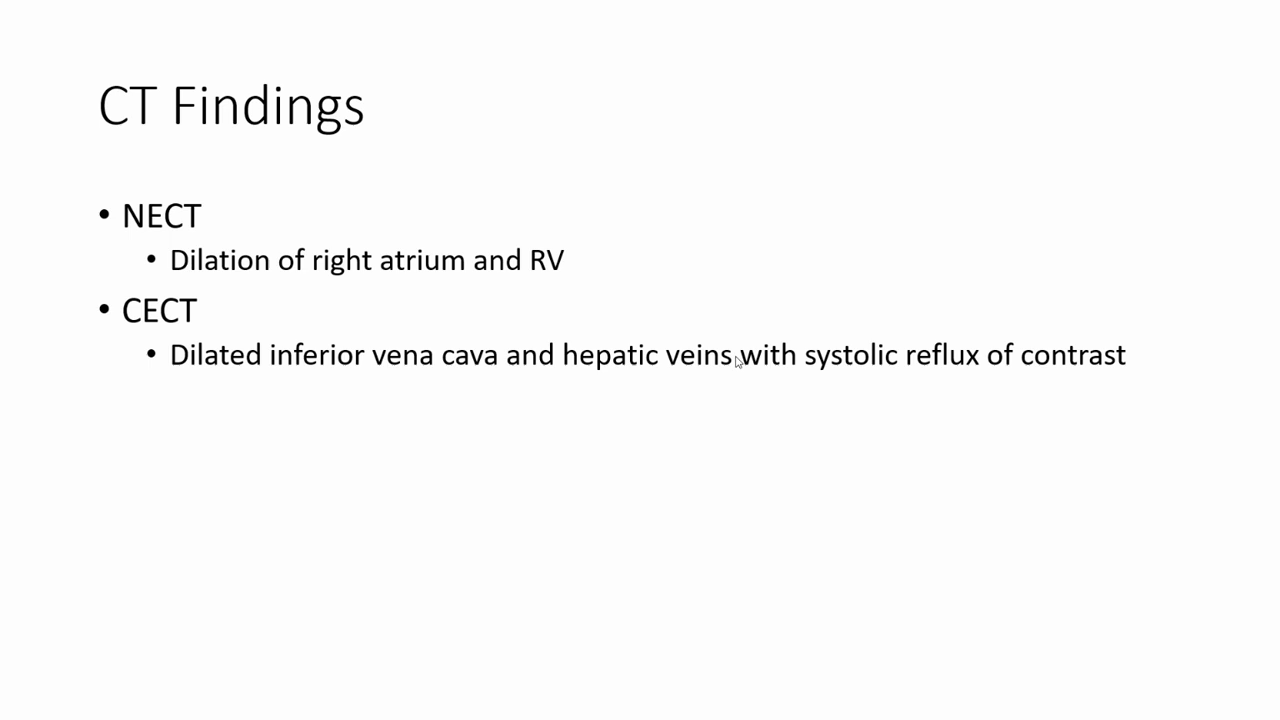 CT Findings
• NECT
• Dilation of right atrium and RV
• CECT
• Dilated inferior vena cava and hepatic veins with systolic reflux of contrast